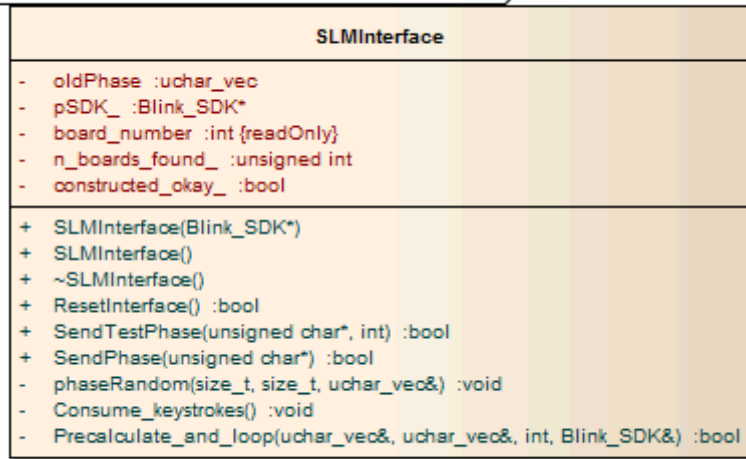 SLMInterface
- oldPhase :uchar_vec
- pSDK_ :Blink_SDK*
- board_number :int {readOnly}
- n_boards_found_ :unsigned int
- constructed_okay_ :bool
+ SLMInterface(Blink_SDK*)
+ SLMInterface()
+ ~SLMInterface()
+ ResetInterface() :bool
+ SendTestPhase(unsigned char*, int) :bool
+ SendPhase(unsigned char*) :bool
- phaseRandom(size_t, size_t, uchar_vec&) :void
- Consume_keystrokes() :void
- Precalculate_and_loop(uchar_vec&, uchar_vec&, int, Blink_SDK&) :bool